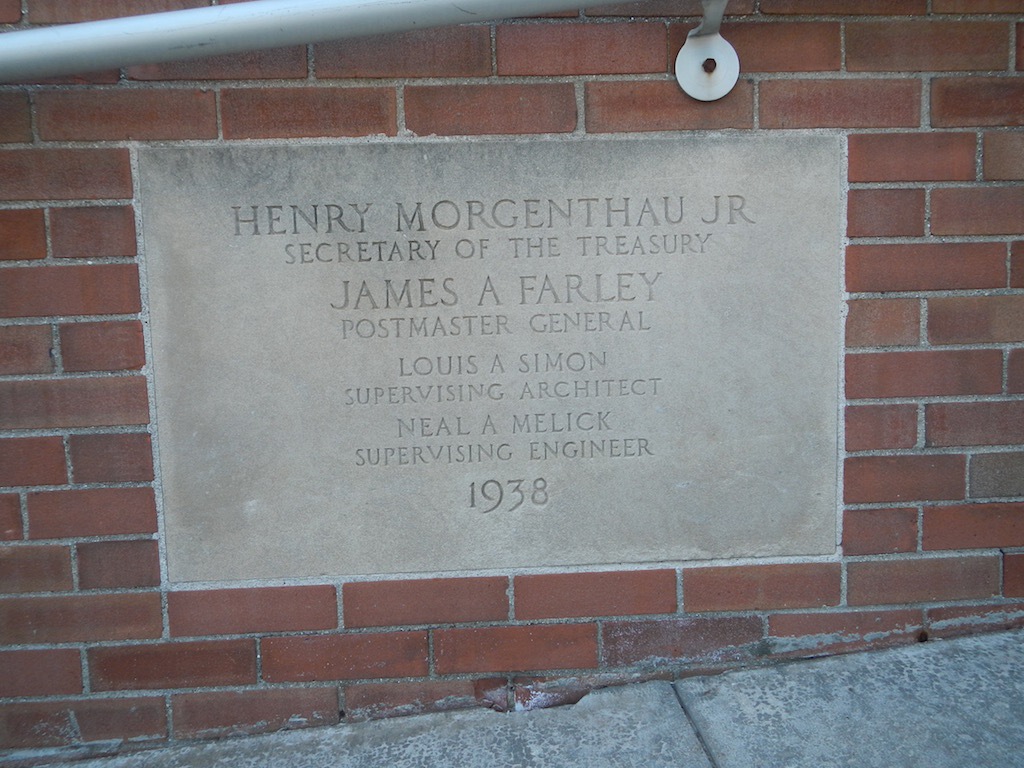 HENRY MORGENTHAU JR
SECRETARY OF THE TREASURY
JAMES A FARLEY
POSTMASTER GENERAL
LOUIS A SIMON
SUPERVISING ARCHITECT
NEAL A MELICK
SUPERVISING ENGINEER
1938